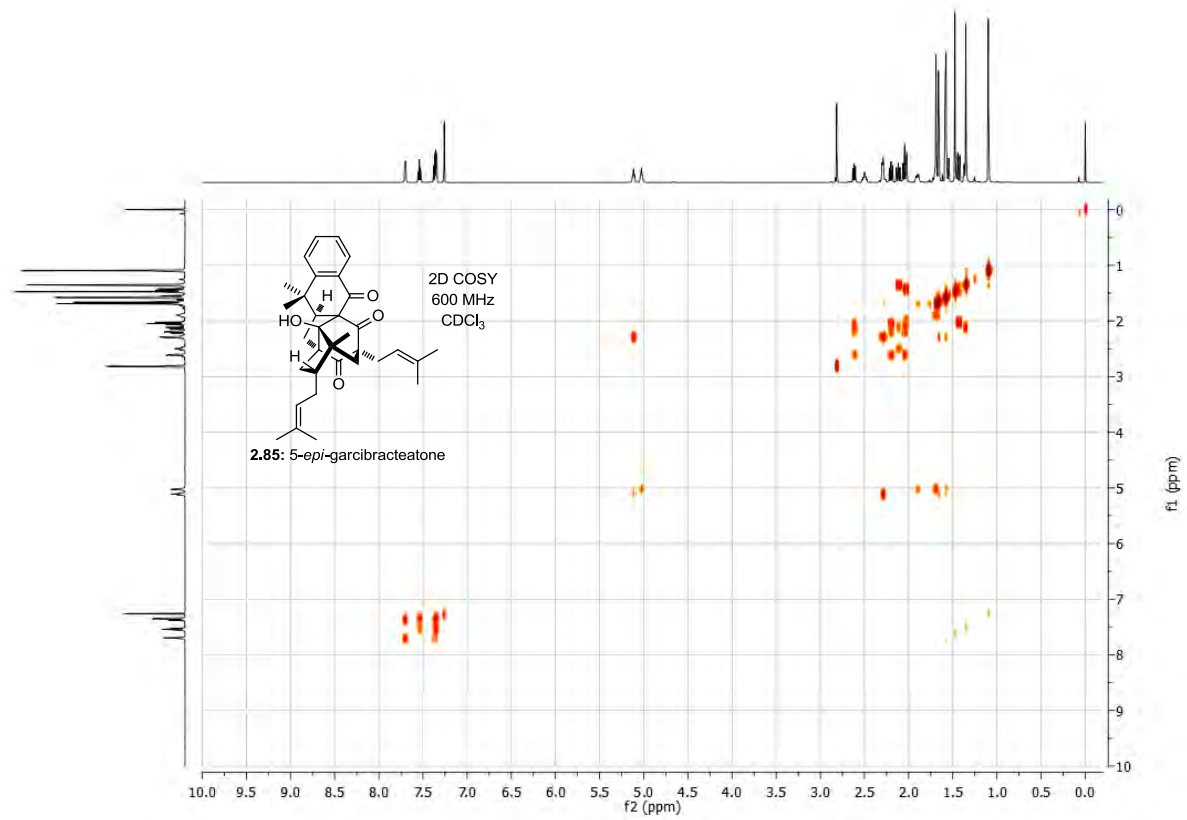 O
2D COSY
600 MHz
CDCl3
H
O
HO
O
H
O
2.85: 5-epi-garcibracteatone
0
1
2
3
4
5
6
7
8
9
10
f1 (ppm)
10.0 9.5 9.0 8.5 8.0 7.5 7.0 6.5 6.0 5.5 5.0 4.5 4.0 3.5 3.0 2.5 2.0 1.5 1.0 0.5 0.0
f2 (ppm)